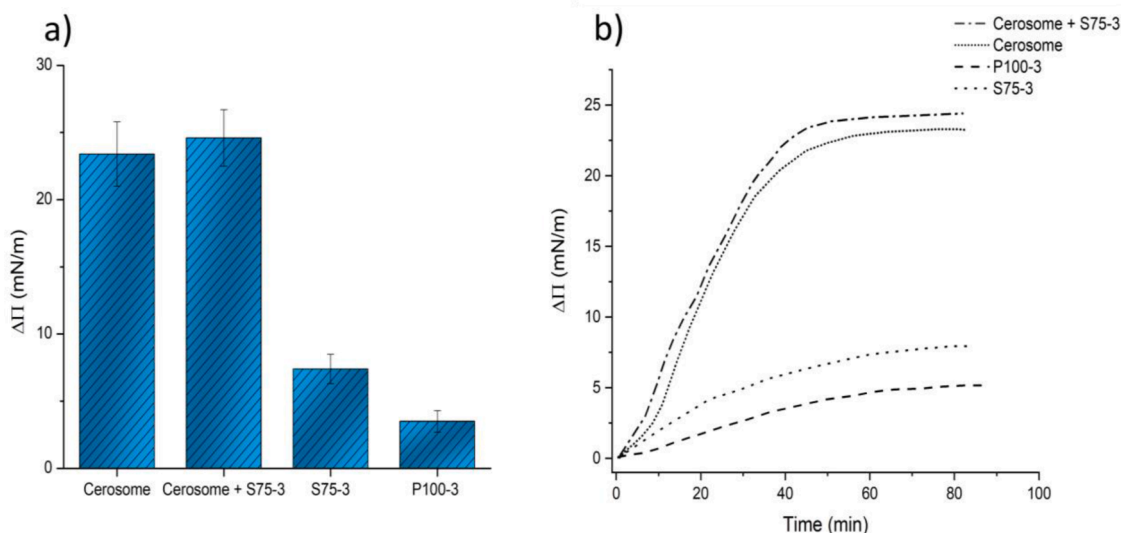 a)
30
20
10
0
ΔΠ (mN/m)
Cerosome
Cerosome + S75-3
S75-3
P100-3
b)
Cerosome + S75-3
Cerosome
P100-3
S75-3
25
20
15
10
5
0
ΔΠ (mN/m)
0 20 40 60 80 100
Time (min)